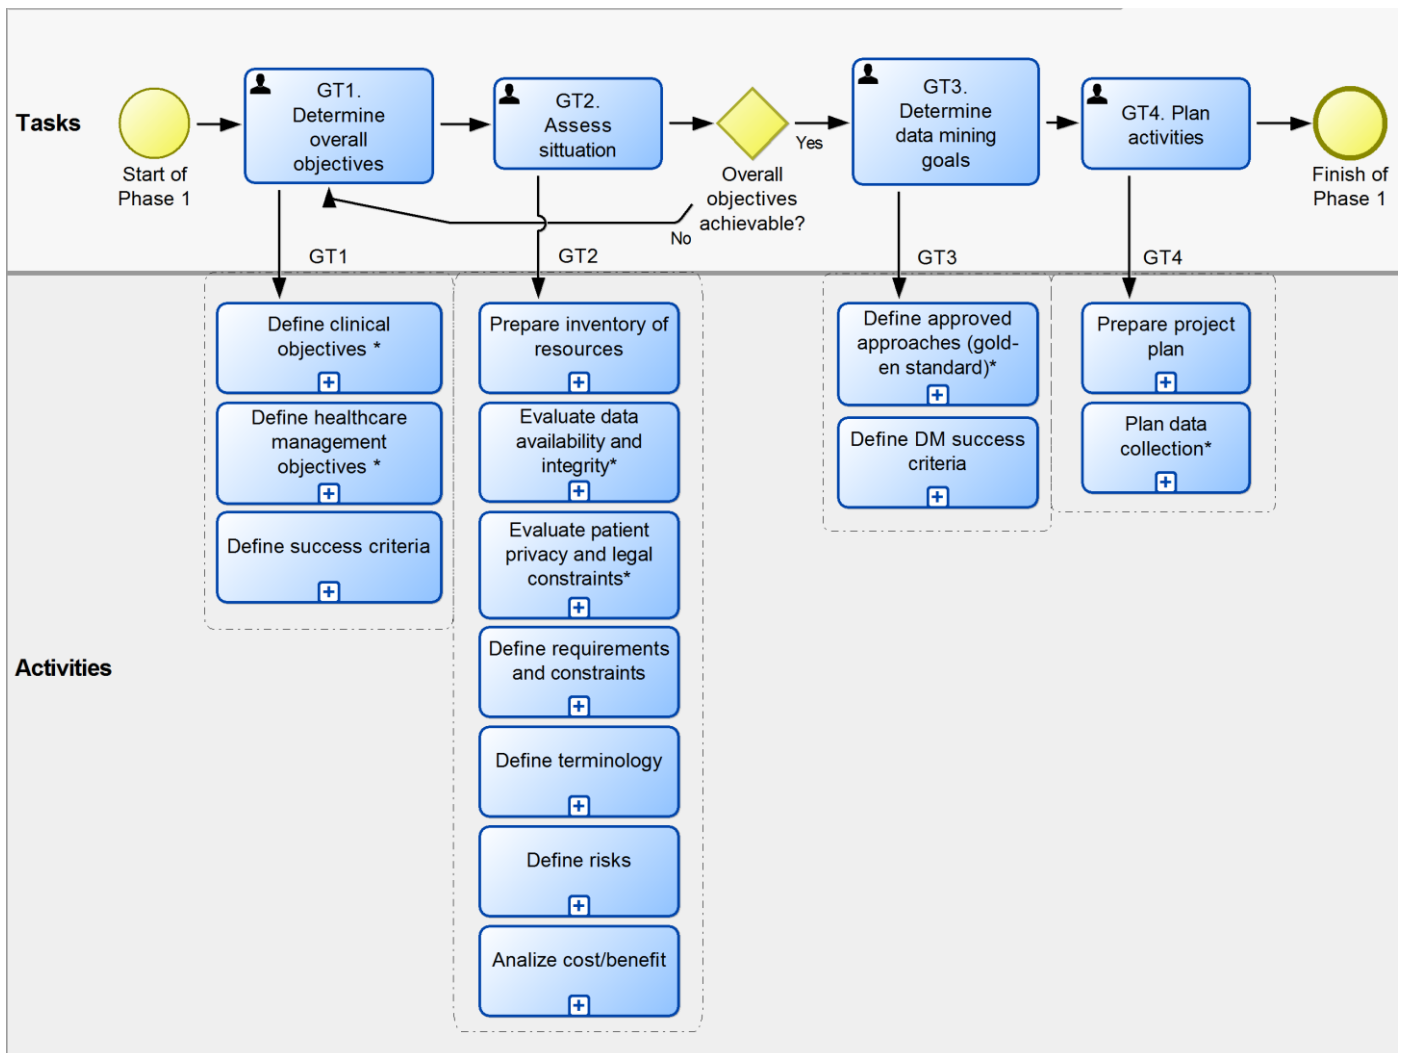 Tasks
Start of
Phase 1
GT1.
Determine
overall
objectives
GT2.
Assess
sittuation
Overall
objectives
achievable?
Yes
No
GT3.
Determine
data mining
goals
GT4. Plan
activities
Finish of
Phase 1
GT1
GT2
GT3
GT4
Activities
Define clinical
objectives *
Define healthcare
management
objectives *
Define success criteria
Prepare inventory of
resources
Evaluate data
availability and
integrity*
Evaluate patient
privacy and legal
constraints*
Define requirements
and constraints
Define terminology
Define risks
Analize cost/benefit
Define approved
approaches (gold-
en standard)*
Define DM success
criteria
Prepare project
plan
Plan data
collection*